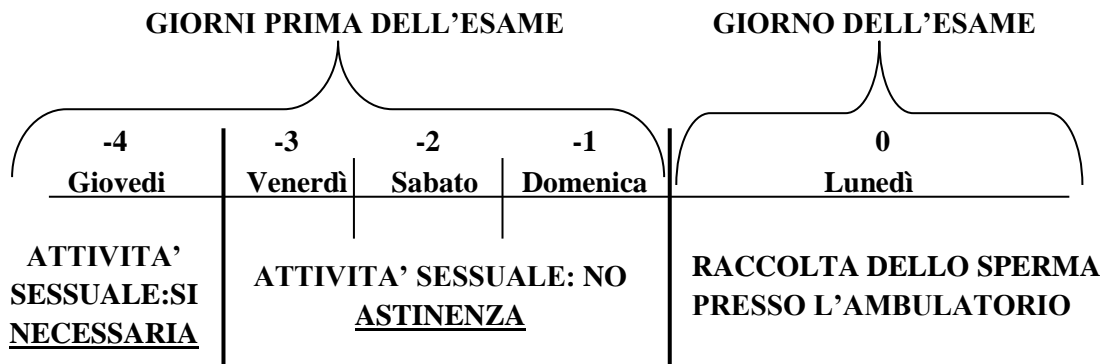 GIORNI PRIMA DELL’ESAME
GIORNO DELL’ESAME
-4 -3 -2 -1 0
Giovedi Venerdì Sabato Domenica Lunedì
ATTIVITA’
SESSUALE:SI
NECESSARIA
ATTIVITA’ SESSUALE: NO
ASTINENZA
RACCOLTA DELLO SPERMA
PRESSO L’AMBULATORIO